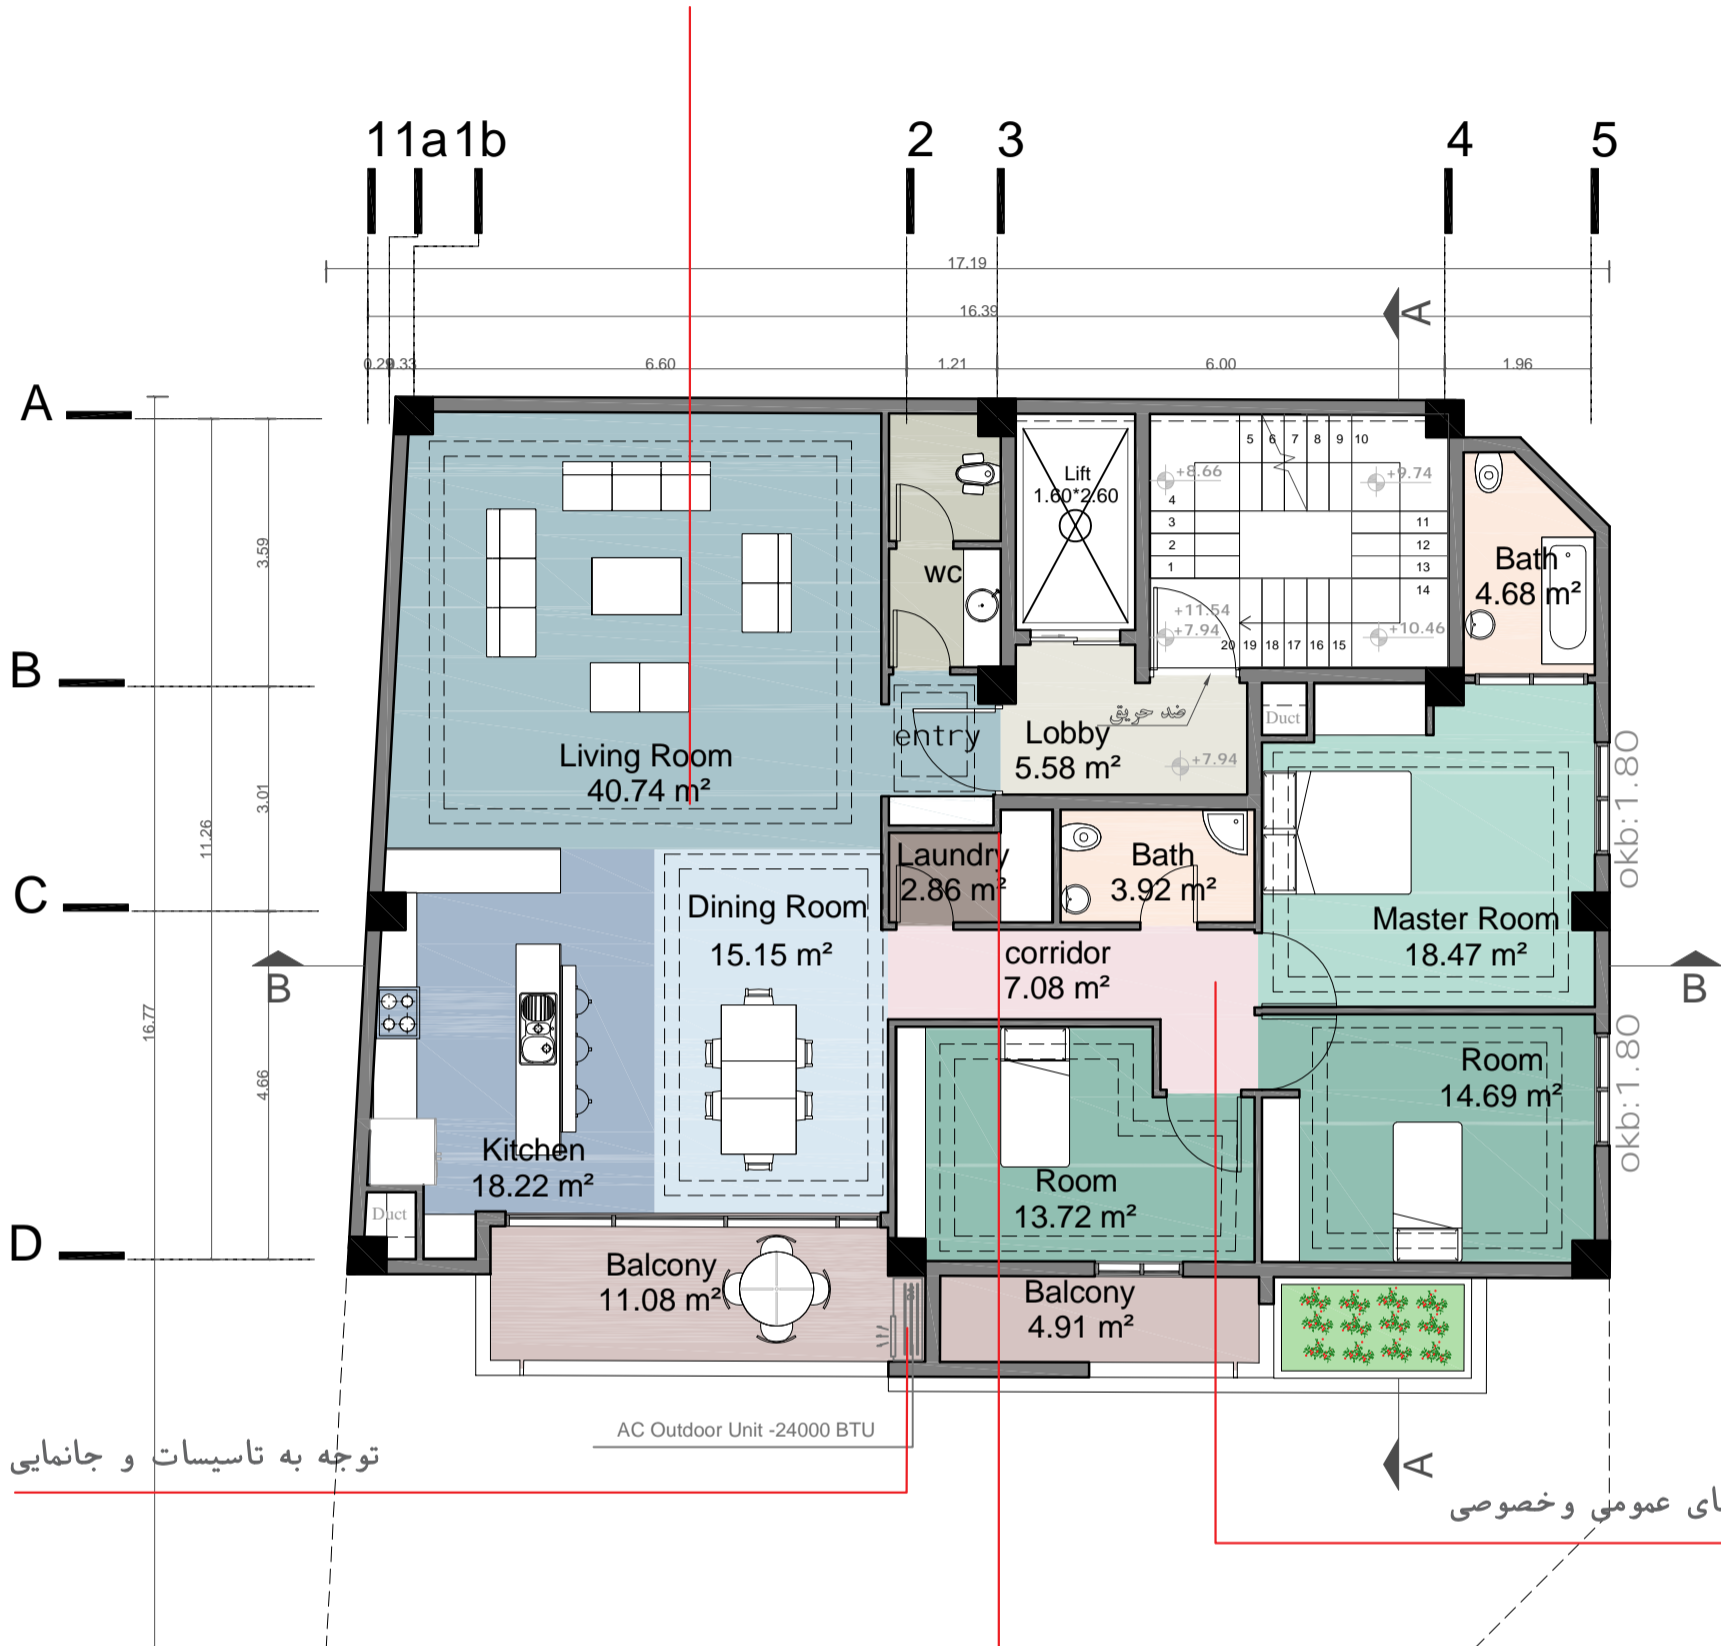 1 1a 1b 2 3 4 5
17.19
16.39
A
0.29 0.33 6.60 1.21 6.00 1.96
A
B
C
D
3.59
3.01
4.66
11.26
16.77
Lift
1.60*2.60
5 6 7 8 9 10
+8.66
+9.74
4
3
2
1
11
12
13
14
+11.54
+7.94
20 19 18 17 16 15
+10.46
wc
Bath
4.68 m²
ضد حریق
Duct
entry
Lobby
5.58 m²
+7.94
Living Room
40.74 m²
okb:1.80
Laundry
2.86 m²
Bath
3.92 m²
Dining Room
15.15 m²
Master Room
18.47 m²
corridor
7.08 m²
B
B
Room
14.69 m²
okb:1.80
Kitchen
18.22 m²
Room
13.72 m²
Duct
Balcony
11.08 m²
Balcony
4.91 m²
AC Outdoor Unit -24000 BTU
توجه به تاسیسات و جانمایی
A
ای عمومی وخصوصی